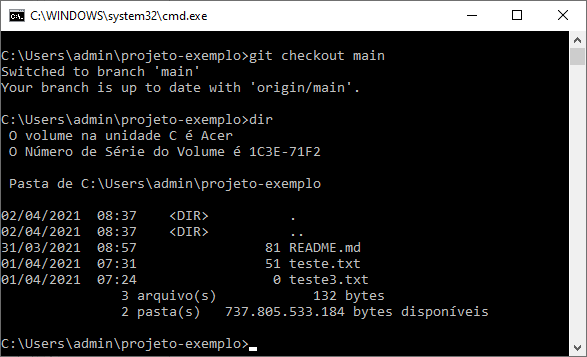 C:\WINDOWS\system32\cmd.exe
C:\Users\admin\projeto-exemplo>git checkout main
Switched to branch 'main'
Your branch is up to date with 'origin/main'.
C:\Users\admin\projeto-exemplo>dir
 O volume na unidade C é Acer
 O Número de Série do Volume é 1C3E-71F2
 Pasta de C:\Users\admin\projeto-exemplo
02/04/2021  08:37    <DIR>          .
02/04/2021  08:37    <DIR>          ..
31/03/2021  08:57                81 README.md
01/04/2021  07:31                51 teste.txt
01/04/2021  07:24                 0 teste3.txt
               3 arquivo(s)            132 bytes
               2 pasta(s)   737.805.533.184 bytes disponíveis
C:\Users\admin\projeto-exemplo>